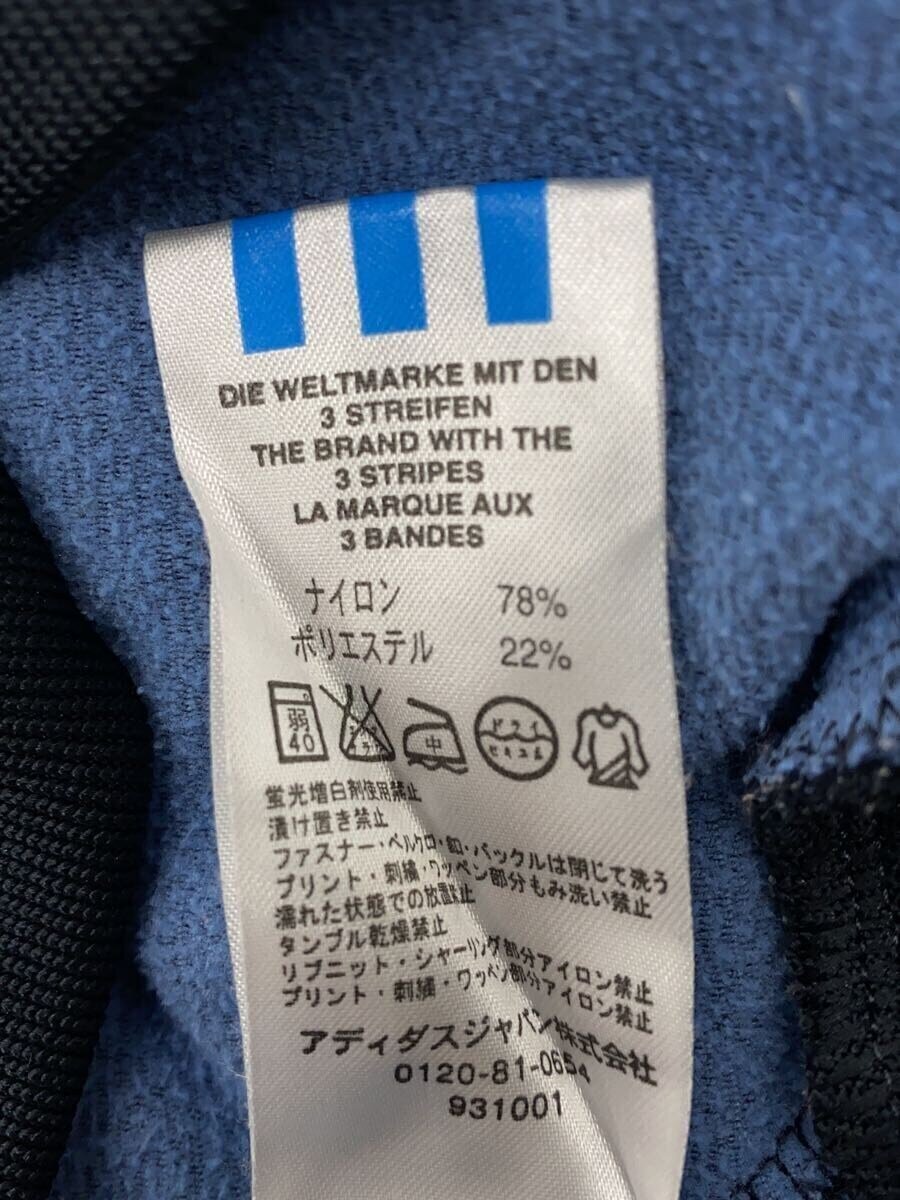 DIE WELTMARKE MIT DEN
3 STREIFEN
THE BRAND WITH THE
3 STRIPES
LA MARQUE AUX
3 BANDES
ナイロン 78%
ポリエステル 22%
弱 40
中
ドライ
セキユ系
蛍光増白剤使用禁止
漬け置き禁止
ファスナー・ベルクロ・釦・バックルは閉じて洗う
プリント・刺繍・ワッペン部分もみ洗い禁止
濡れた状態での放置禁止
タンブル乾燥禁止
リブニット・シャーリング部分アイロン禁止
プリント・刺繍・ワッペン部分アイロン禁止
アディダスジャパン株式会社
0120-81-0654
931001